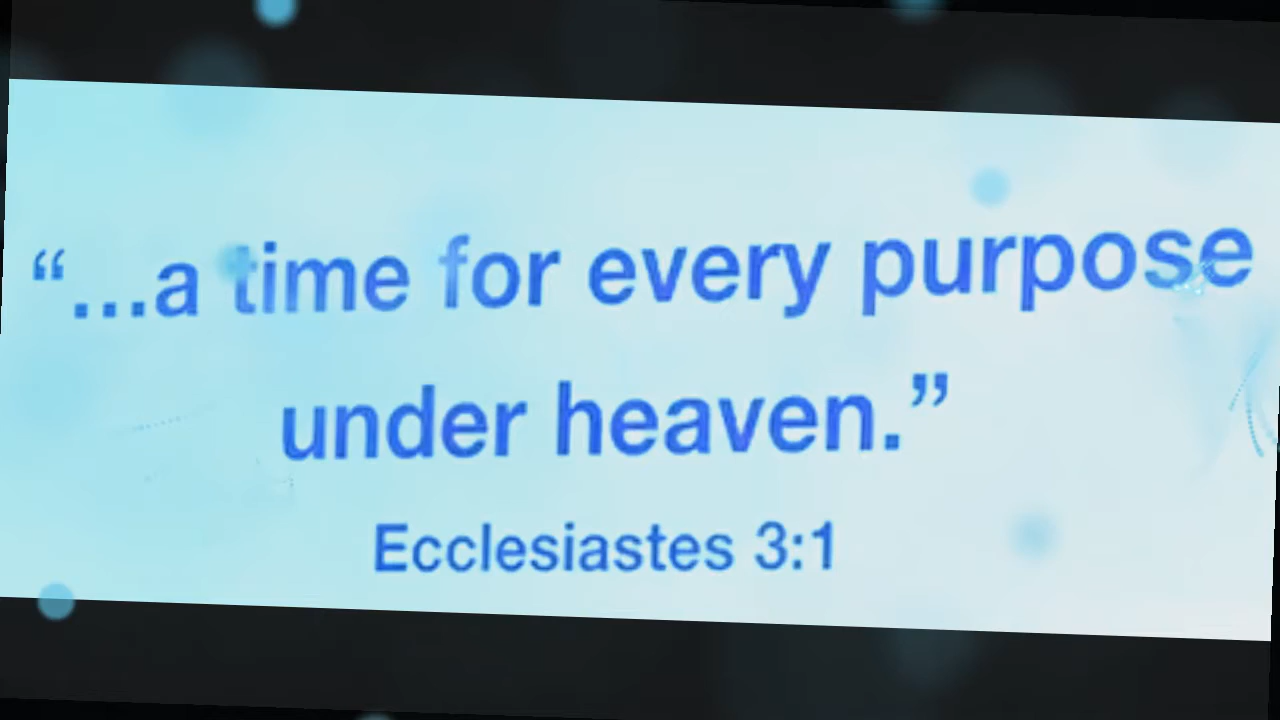 “...a time for every purpose
under heaven.”
Ecclesiastes 3:1